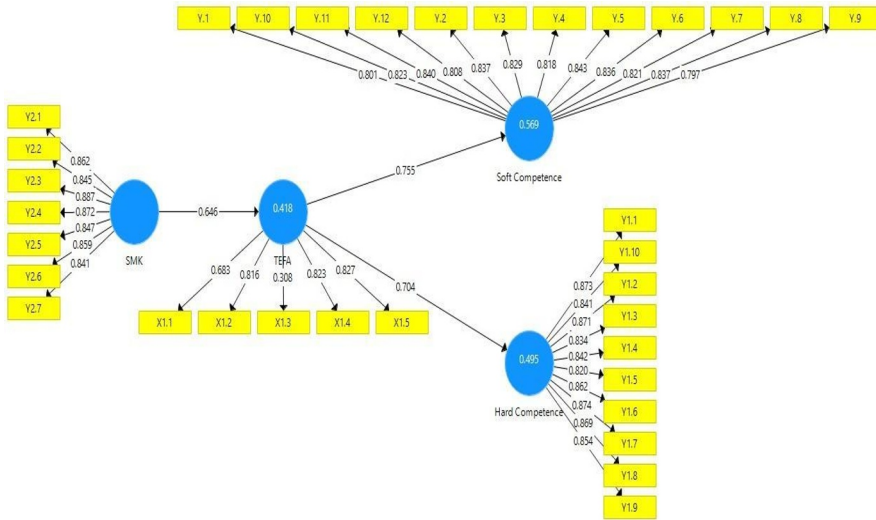 Y.1 Y.10 Y.11 Y.12 Y.2 Y.3 Y.4 Y.5 Y.6 Y.7 Y.8 Y.9
0.801 0.823 0.840 0.808 0.837 0.829 0.818 0.843 0.836 0.821 0.837 0.797
0.569
Soft Competence
Y2.1
Y2.2
Y2.3
Y2.4
Y2.5
Y2.6
Y2.7
0.862
0.845
0.887
0.872
0.847
0.859
0.841
SMK
0.646
0.418
TEFA
0.755
0.704
0.683 0.816 0.308 0.823 0.827
X1.1 X1.2 X1.3 X1.4 X1.5
0.495
Hard Competence
0.873
0.841
0.871
0.834
0.842
0.820
0.862
0.874
0.869
0.854
Y1.1
Y1.10
Y1.2
Y1.3
Y1.4
Y1.5
Y1.6
Y1.7
Y1.8
Y1.9